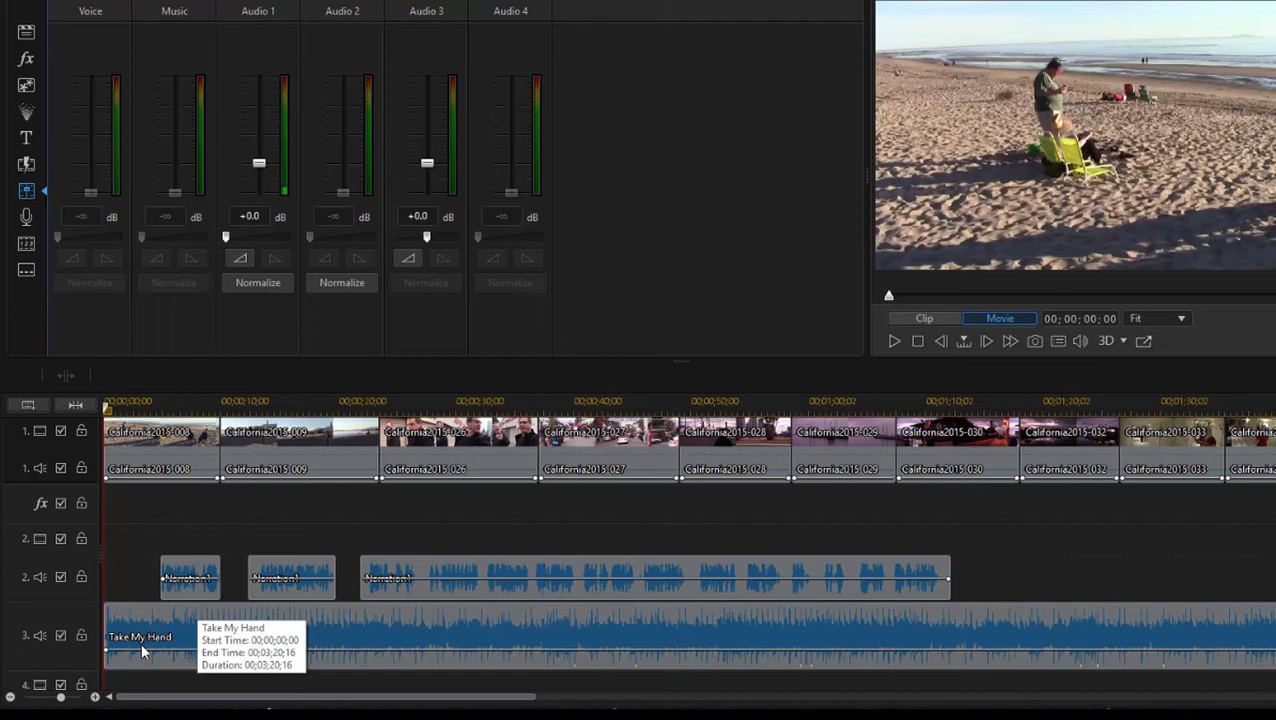 Voice Music Audio 1 Audio 2 Audio 3 Audio 4
fx
T
-∞ dB -∞ dB +0.0 dB -∞ dB +0.0 dB -∞ dB
Normalize Normalize Normalize Normalize Normalize Normalize
Clip Movie 00; 00; 00; 00 Fit
3D
00;00;00;00 00;00;10;00 00;00;20;00 00;00;30;00 00;00;40;00 00;00;50;00 00;01;00;02 00;01;10;02 00;01;20;02 00;01;30;02
1. California2015-008 California2015-009 California2015-026 California2015-027 California2015-028 California2015-029 California2015-030 California2015-032 California2015-033 California2015
1. California2015-008 California2015-009 California2015-026 California2015-027 California2015-028 California2015-029 California2015-030 California2015-032 California2015-033 California2015
fx
2.
2. Narration1 Narration1 Narration1
3. Take My Hand
Take My Hand
Start Time: 00;00;00;00
End Time: 00;03;20;16
Duration: 00;03;20;16
4.